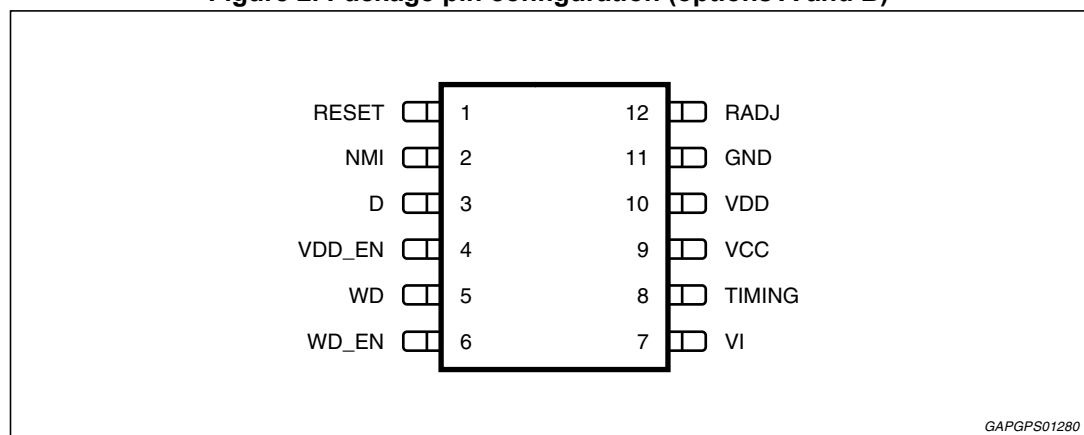 Figure 2. Package pin configuration (options A and B)
RESET 1 12 RADJ
NMI 2 11 GND
D 3 10 VDD
VDD_EN 4 9 VCC
WD 5 8 TIMING
WD_EN 6 7 VI
GAPGPS01280